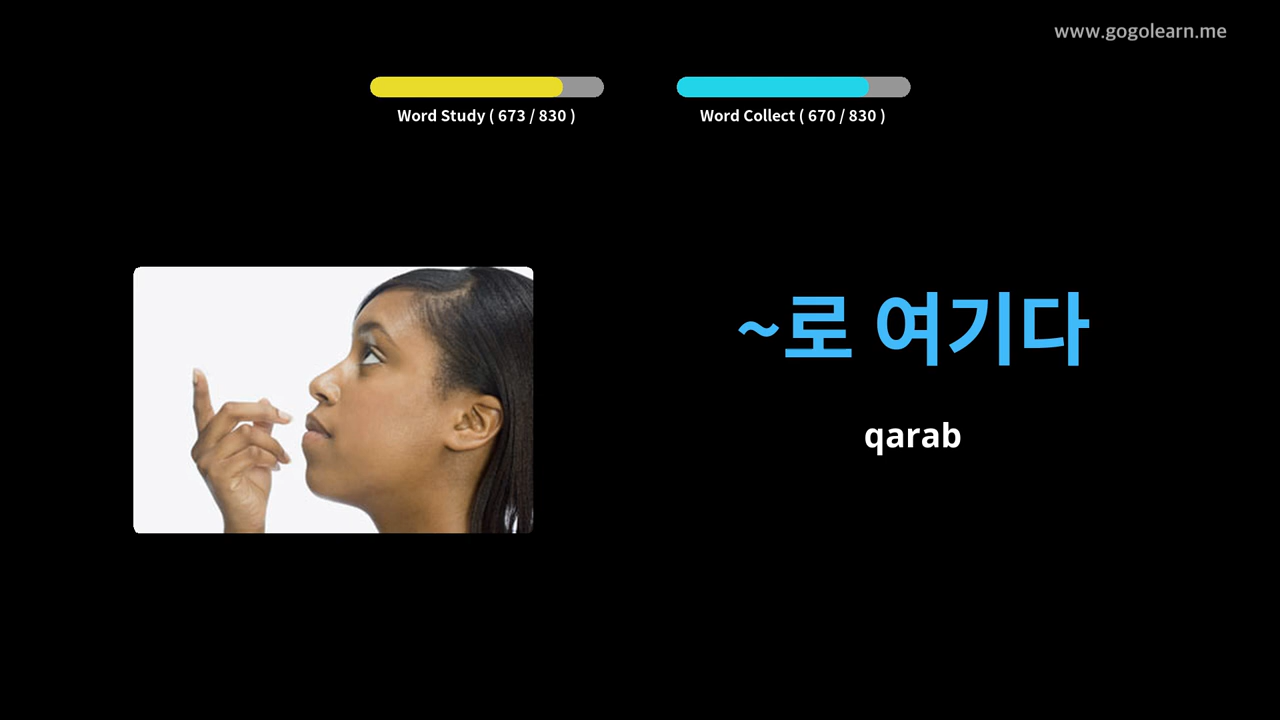 www.gogolearn.me
Word Study ( 673 / 830 )
Word Collect ( 670 / 830 )
~로 여기다
qarab